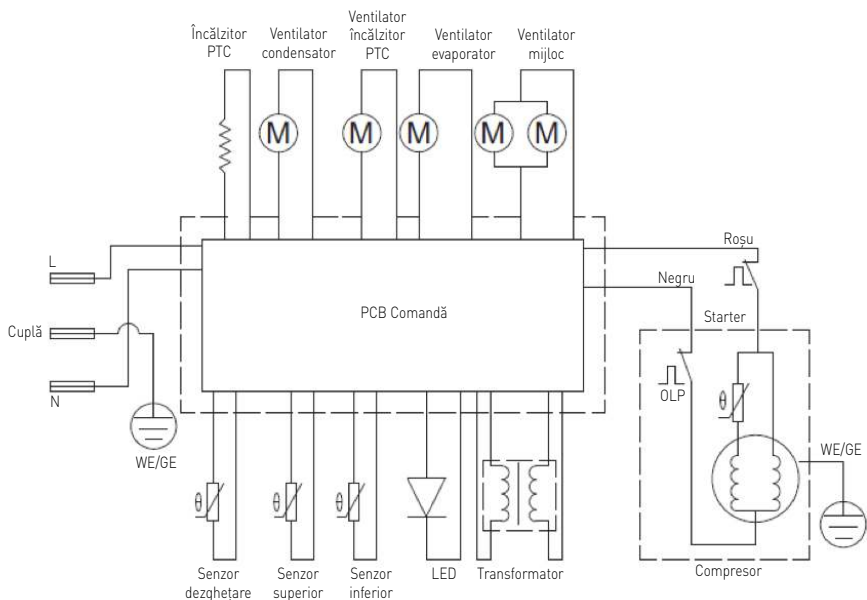 Încălzitor
PTC
Ventilator
condensator
Ventilator
încălzitor
PTC
Ventilator
evaporator
Ventilator
mijloc
M
M
M
M
M
L
Cuplă
N
WE/GE
PCB Comandă
Roșu
Negru
Starter
OLP
θ
WE/GE
Compresor
θ
θ
θ
Senzor
dezghețare
Senzor
superior
Senzor
inferior
LED
Transformator